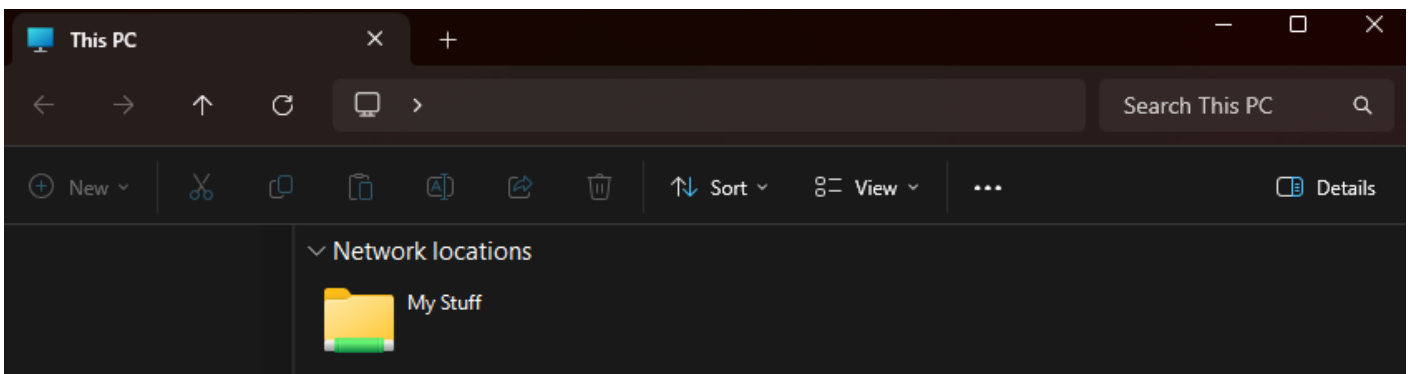 This PC
Search This PC
New
Sort
View
Details
Network locations
My Stuff